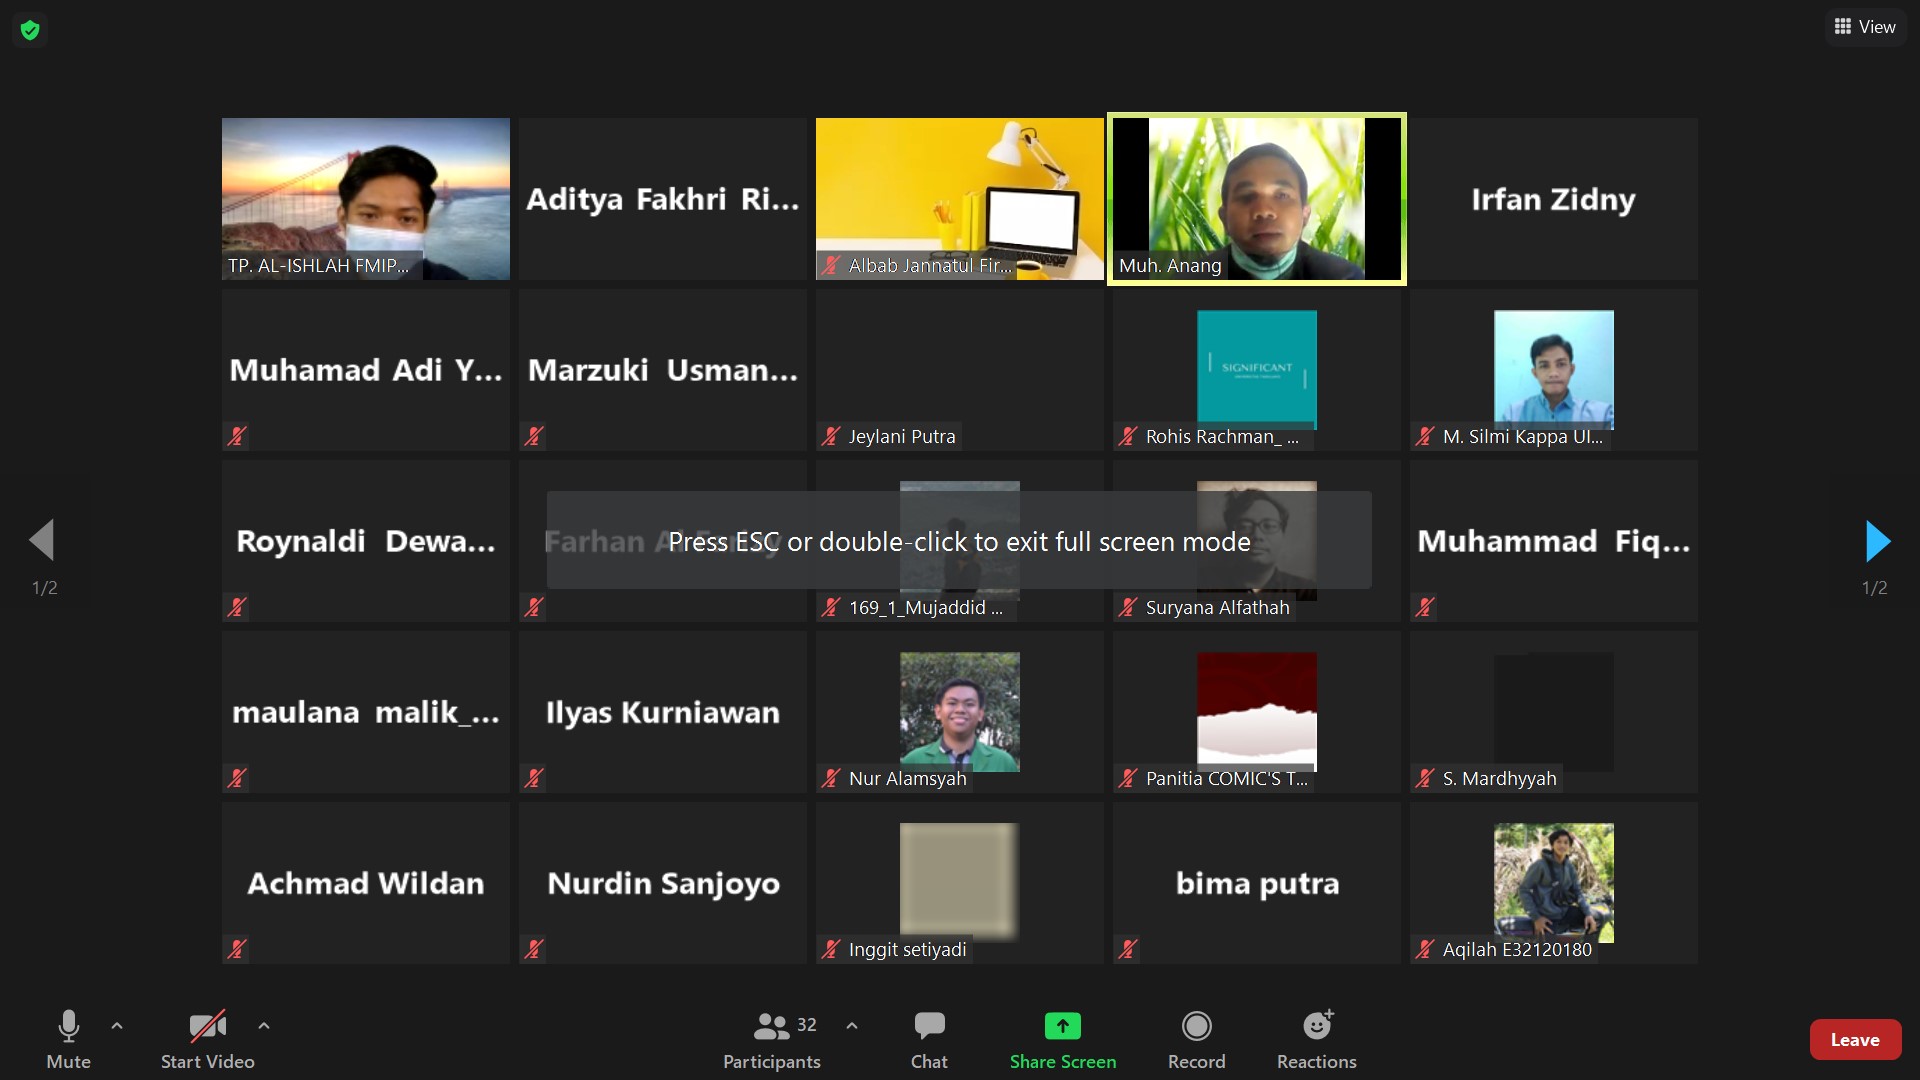 View
TP. AL-ISHLAH FMIP...
Aditya Fakhri Ri...
Albab Jannatul Fir...
Muh. Anang
Irfan Zidny
Muhamad Adi Y...
Marzuki Usman...
Jeylani Putra
SIGNIFICANT
Rohis Rachman_ ...
M. Silmi Kappa UI...
Roynaldi Dewa...
Farhan Al
Press ESC or double-click to exit full screen mode
169_1_Mujaddid ...
Suryana Alfathah
Muhammad Fiq...
1/2
1/2
maulana malik_...
Ilyas Kurniawan
Nur Alamsyah
Panitia COMIC'S T...
S. Mardhyyah
Achmad Wildan
Nurdin Sanjoyo
Inggit setiyadi
bima putra
Aqilah E32120180
Mute
Start Video
32
Participants
Chat
Share Screen
Record
Reactions
Leave